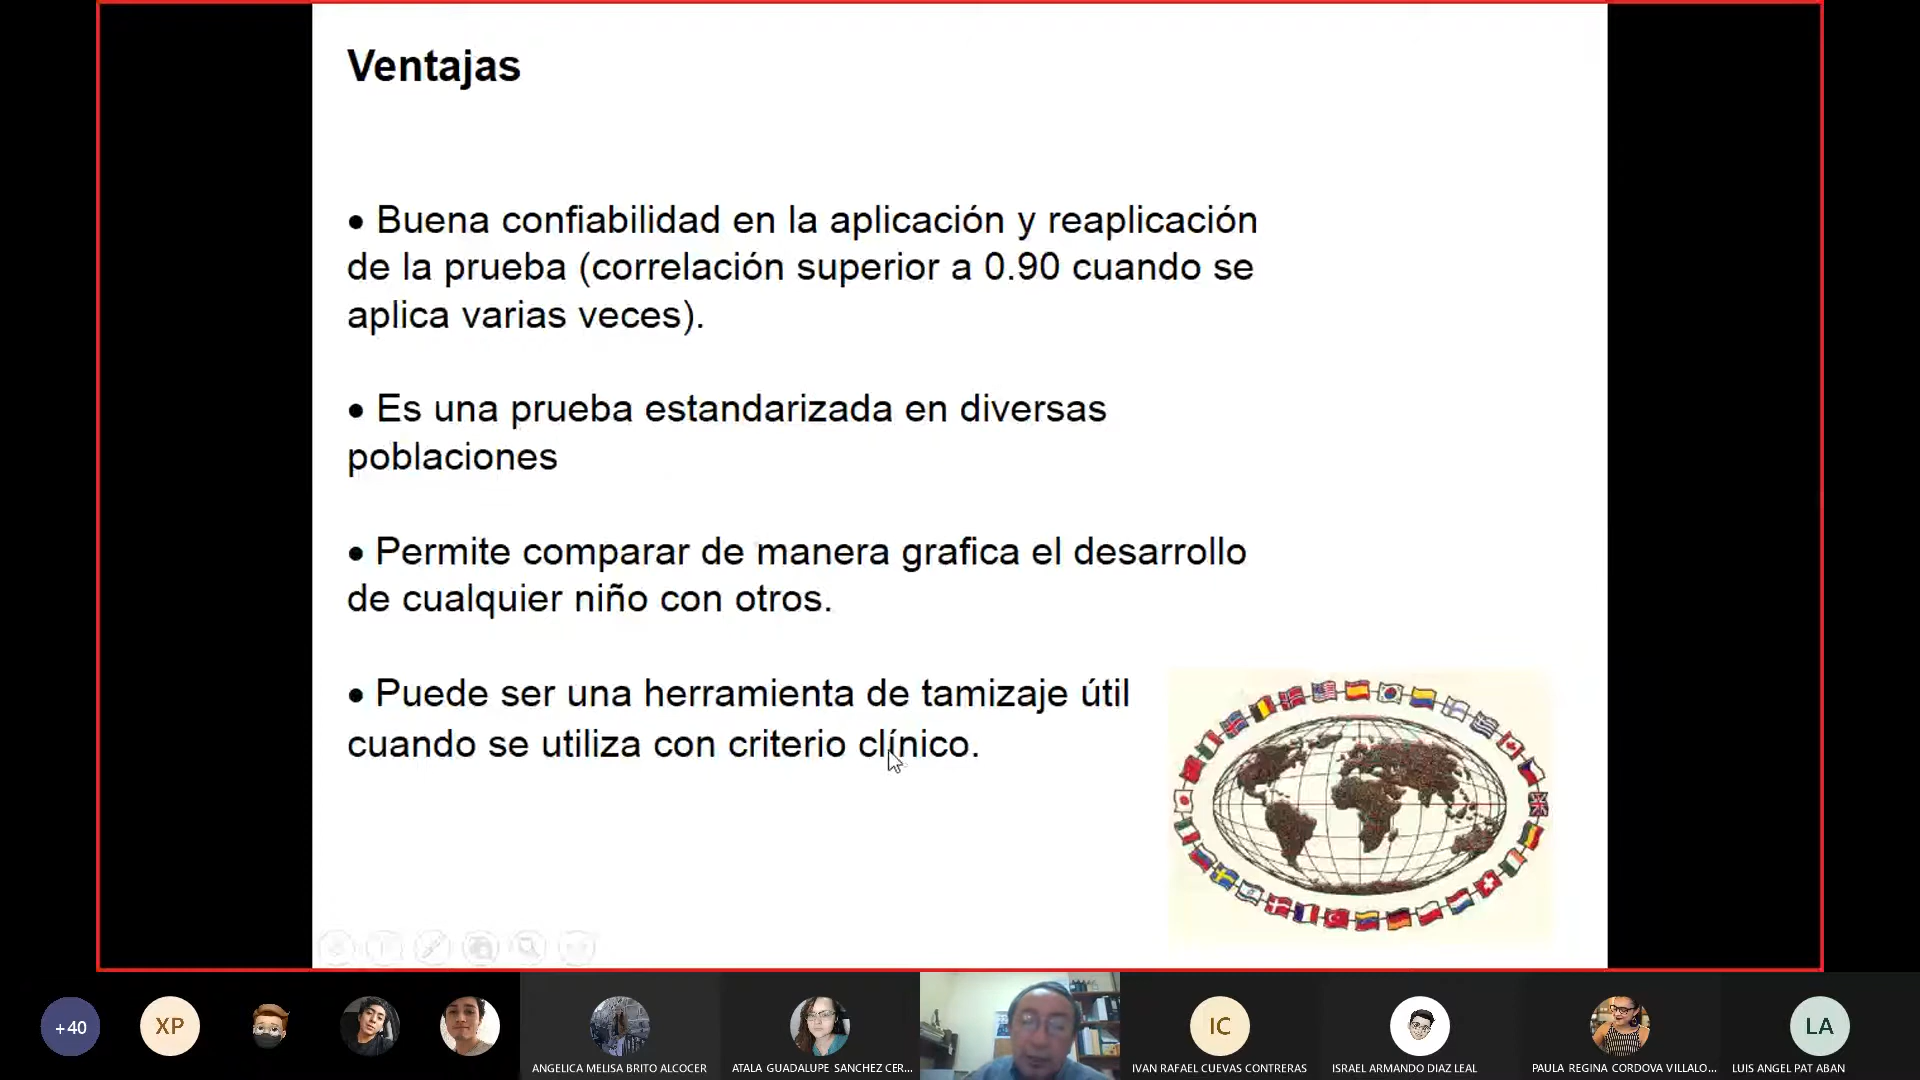 Ventajas
• Buena confiabilidad en la aplicación y reaplicación
de la prueba (correlación superior a 0.90 cuando se
aplica varias veces).
• Es una prueba estandarizada en diversas
poblaciones
• Permite comparar de manera grafica el desarrollo
de cualquier niño con otros.
• Puede ser una herramienta de tamizaje útil
cuando se utiliza con criterio clínico.
+40
XP
IC
LA
ANGELICA MELISA BRITO ALCOCER
ATALA GUADALUPE SANCHEZ CER...
IVAN RAFAEL CUEVAS CONTRERAS
ISRAEL ARMANDO DIAZ LEAL
PAULA REGINA CORDOVA VILLALO...
LUIS ANGEL PAT ABAN